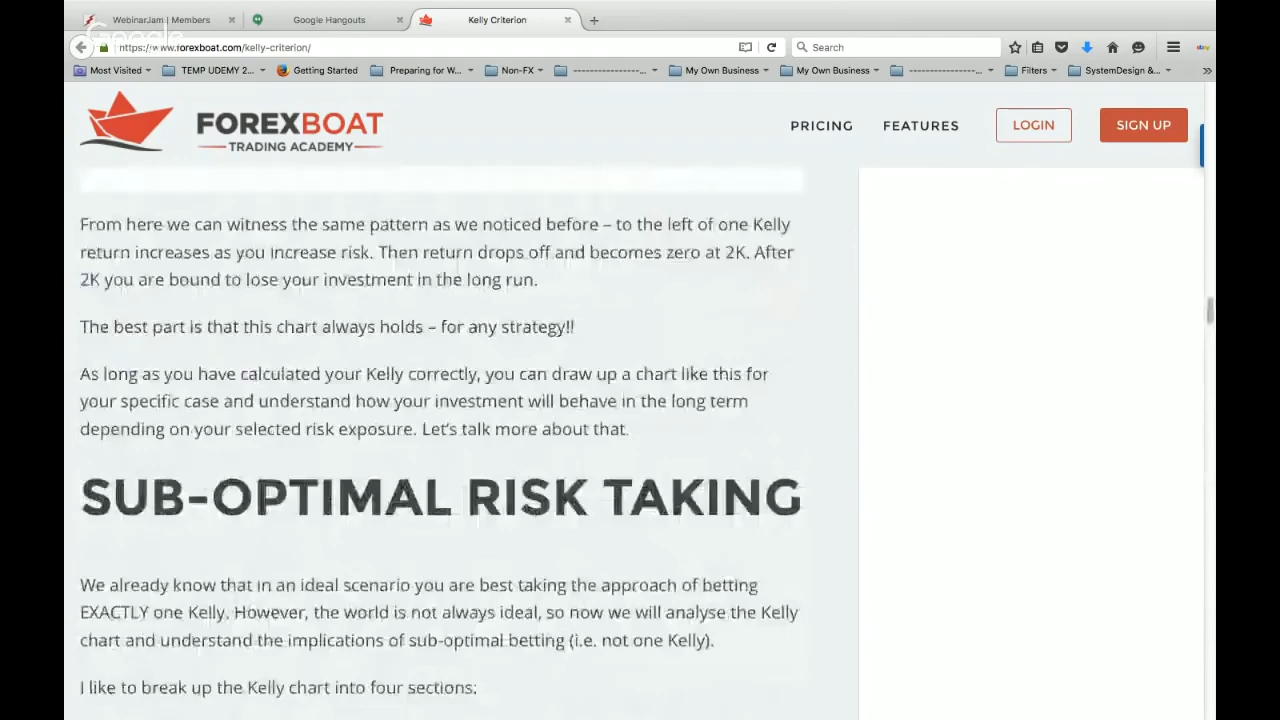 WebinarJam | Members
Google Hangouts
Kelly Criterion
Google
https://www.forexboat.com/kelly-criterion/
Search
ebay
Most Visited
TEMP UDEMY 2...
Getting Started
Preparing for W...
Non-FX
------------------...
My Own Business
My Own Business
------------------...
Filters
SystemDesign &...
FOREXBOAT
TRADING ACADEMY
PRICING
FEATURES
LOGIN
SIGN UP
From here we can witness the same pattern as we noticed before – to the left of one Kelly
return increases as you increase risk. Then return drops off and becomes zero at 2K. After
2K you are bound to lose your investment in the long run.
The best part is that this chart always holds – for any strategy!!
As long as you have calculated your Kelly correctly, you can draw up a chart like this for
your specific case and understand how your investment will behave in the long term
depending on your selected risk exposure. Let's talk more about that.
SUB-OPTIMAL RISK TAKING
We already know that in an ideal scenario you are best taking the approach of betting
EXACTLY one Kelly. However, the world is not always ideal, so now we will analyse the Kelly
chart and understand the implications of sub-optimal betting (i.e. not one Kelly).
I like to break up the Kelly chart into four sections: